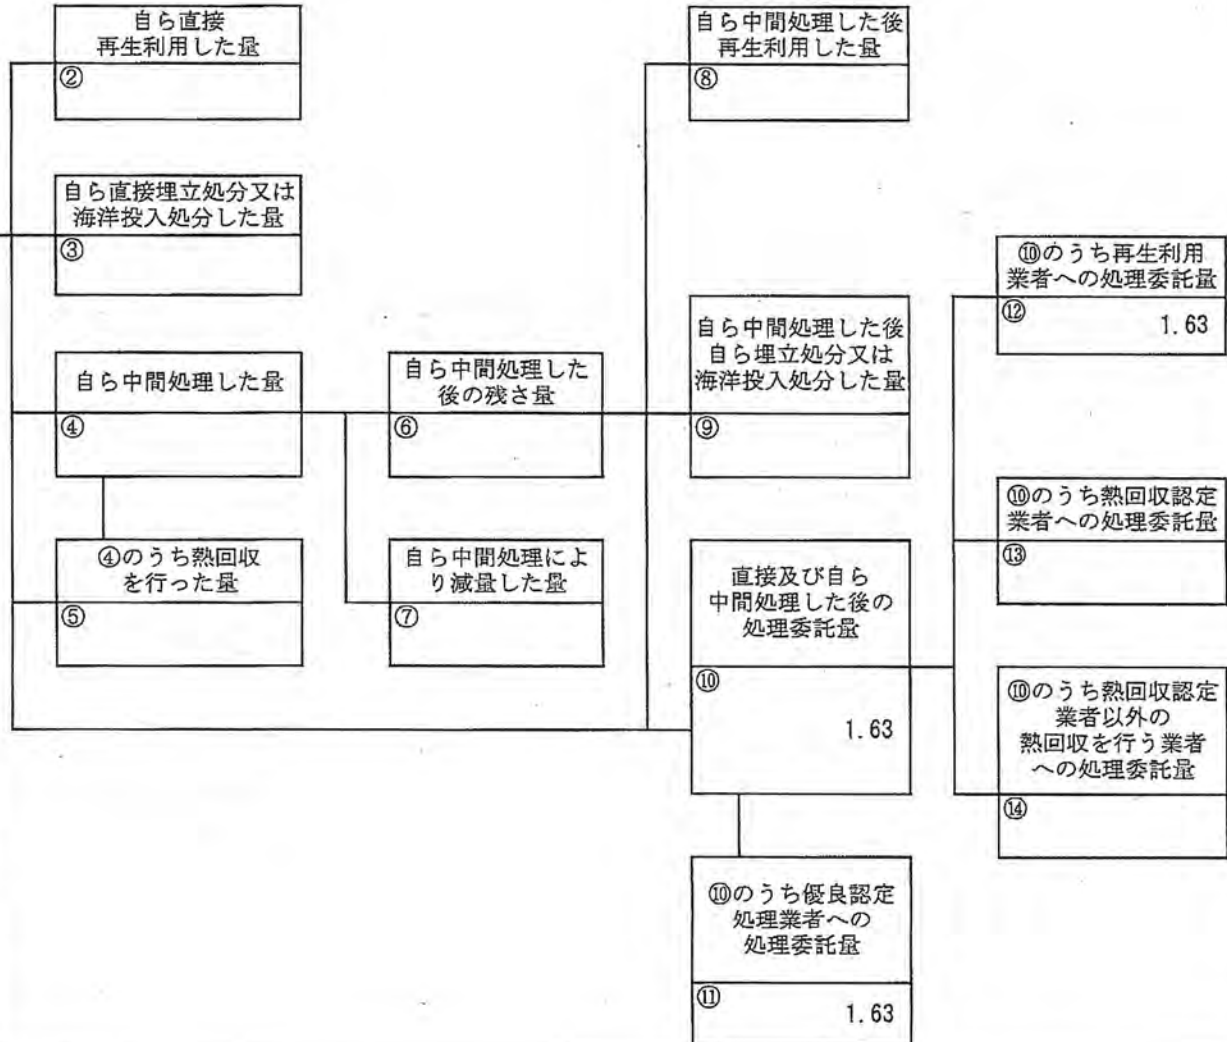 自ら直接
再生利用した量
②
自ら直接埋立処分又は
海洋投入処分した量
③
自ら中間処理した量
④
④のうち熱回収
を行った量
⑤
自ら中間処理した
後の残さ量
⑥
自ら中間処理によ
り減量した量
⑦
自ら中間処理した後
再生利用した量
⑧
自ら中間処理した後
自ら埋立処分又は
海洋投入処分した量
⑨
直接及び自ら
中間処理した後の
処理委託量
⑩
1.63
⑩のうち優良認定
処理業者への
処理委託量
⑪
1.63
⑩のうち再生利用
業者への処理委託量
⑫
1.63
⑩のうち熱回収認定
業者への処理委託量
⑬
⑩のうち熱回収認定
業者以外の
熱回収を行う業者
への処理委託量
⑭